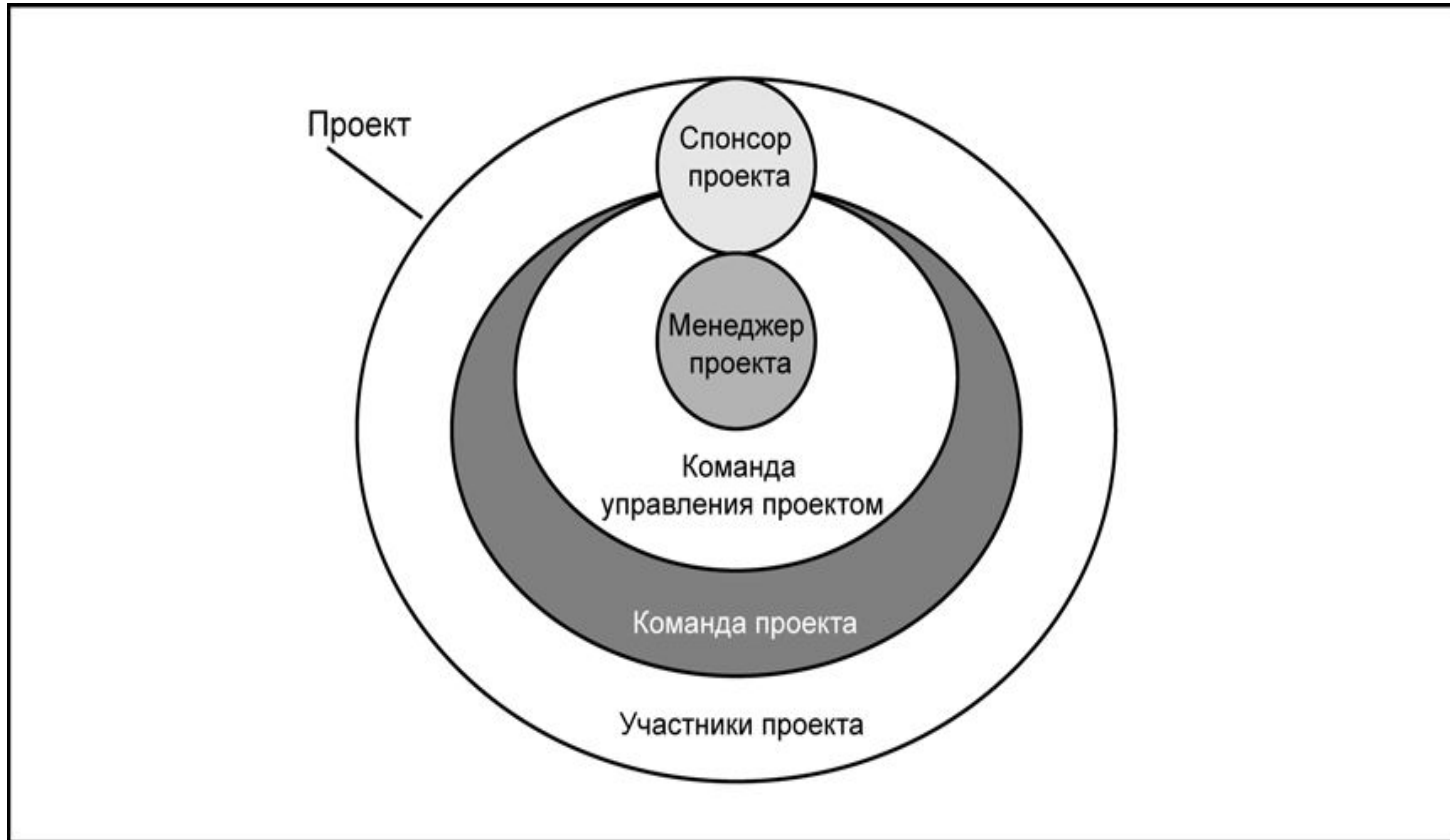 Проект
Спонсор
проекта
Менеджер
проекта
Команда
управления проектом
Команда проекта
Участники проекта